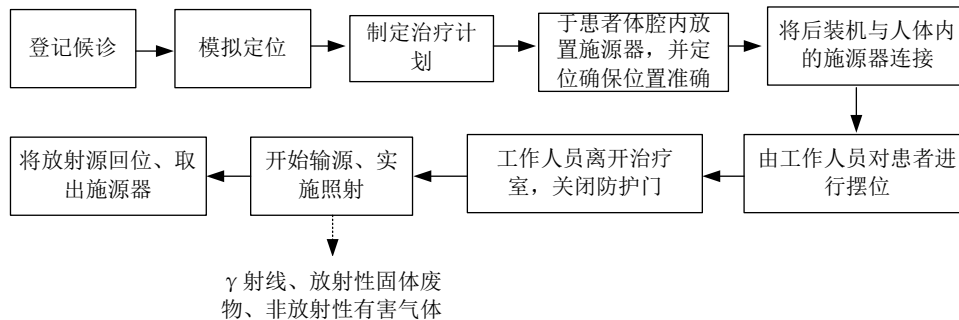 登记候诊
模拟定位
制定治疗计
划
于患者体腔内放
置施源器，并定
位确保位置准确
将后装机与人体内
的施源器连接
由工作人员对患者进
行摆位
工作人员离开治疗
室，关闭防护门
开始输源、实
施照射
将放射源回位、取
出施源器
γ射线、放射性固体废
物、非放射性有害气体